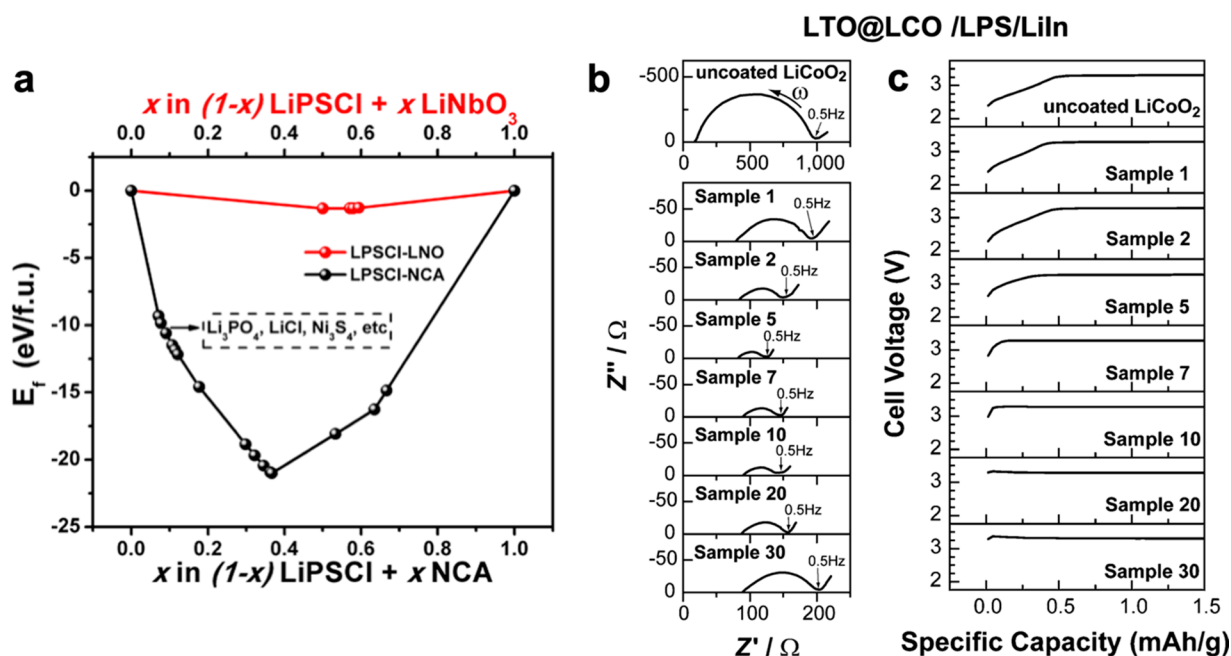 LTO@LCO /LPS/LiIn
a
x in (1-x) LiPSCl + x LiNbO3
0.0 0.2 0.4 0.6 0.8 1.0
0
-5
-10
-15
-20
-25
Ef (eV/f.u.)
LPSCl-LNO
LPSCl-NCA
Li3PO4, LiCl, Ni3S4, etc
0.0 0.2 0.4 0.6 0.8 1.0
x in (1-x) LiPSCl + x NCA
b
-500
0
uncoated LiCoO2
ω
0.5Hz
0 500 1,000
Z'' / Ω
Sample 1
-50
0
0.5Hz
Sample 2
-50
0
0.5Hz
Sample 5
-50
0
0.5Hz
Sample 7
-50
0
0.5Hz
Sample 10
-50
0
0.5Hz
Sample 20
-50
0
0.5Hz
Sample 30
-50
0
0.5Hz
0 100 200
Z' / Ω
c
Cell Voltage (V)
3
2
uncoated LiCoO2
3
2
Sample 1
3
2
Sample 2
3
2
Sample 5
3
2
Sample 7
3
2
Sample 10
3
2
Sample 20
3
2
Sample 30
0.0 0.5 1.0 1.5
Specific Capacity (mAh/g)